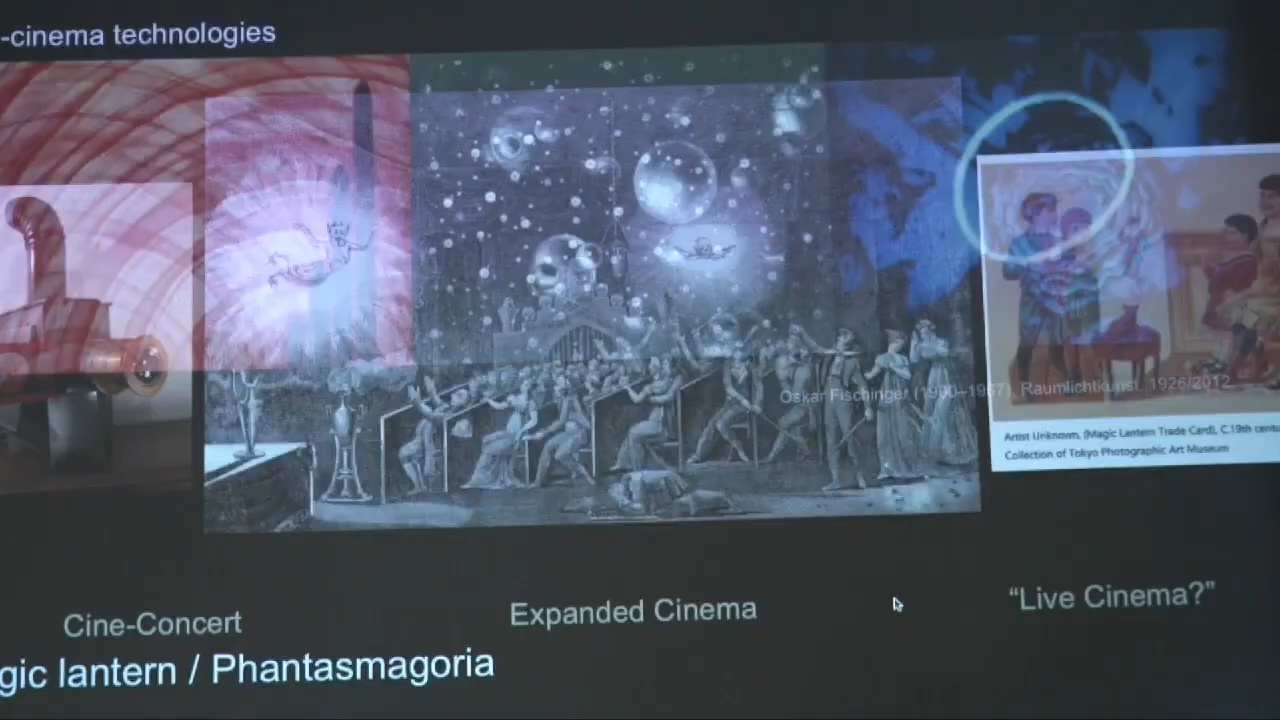 -cinema technologies
Oskar Fischinger (1900–1967), Raumlichtkunst, 1926/2012
Artist Unknown, (Magic Lantern Trade Card), C.19th centu
Collection of Tokyo Photographic Art Museum
Cine-Concert
Expanded Cinema
“Live Cinema?”
gic lantern / Phantasmagoria